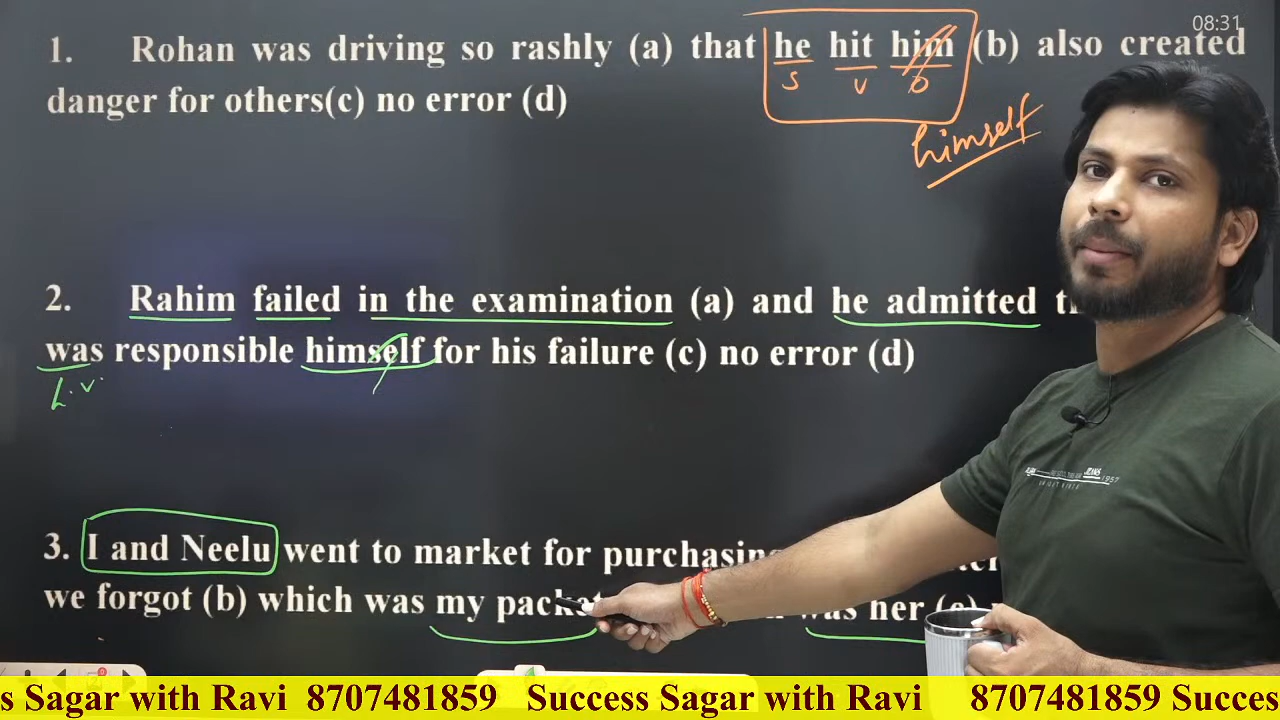 08:31
1. Rohan was driving so rashly (a) that he hit him (b) also created
s v o
danger for others(c) no error (d)
himself
2. Rahim failed in the examination (a) and he admitted
was responsible himself for his failure (c) no error (d)
L.V.
3. I and Neelu went to market for purchasing
we forgot (b) which was my packet was her
s Sagar with Ravi 8707481859 Success Sagar with Ravi 8707481859 Succes